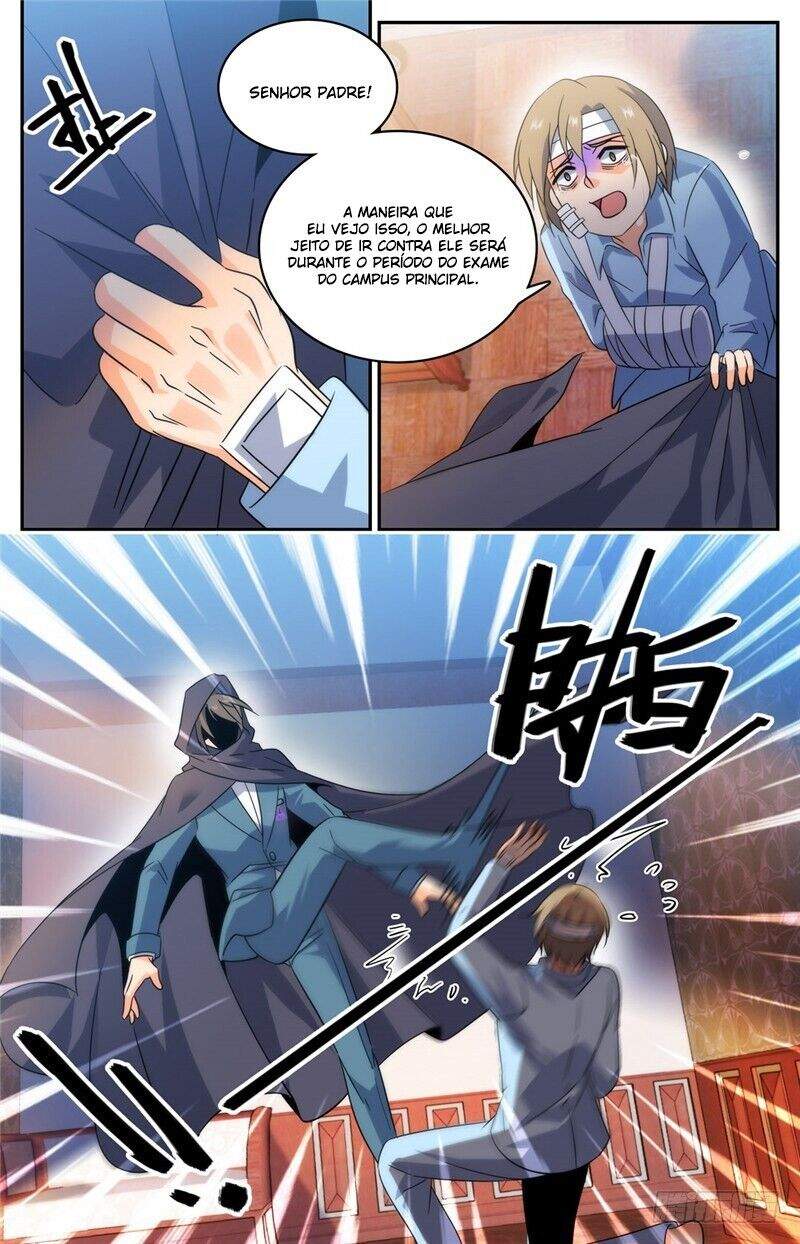 SENHOR PADRE!
A MANEIRA QUE
EU VEJO ISSO, O MELHOR
JEITO DE IR CONTRA ELE SERÁ
DURANTE O PERÍODO DO EXAME
DO CAMPUS PRINCIPAL.